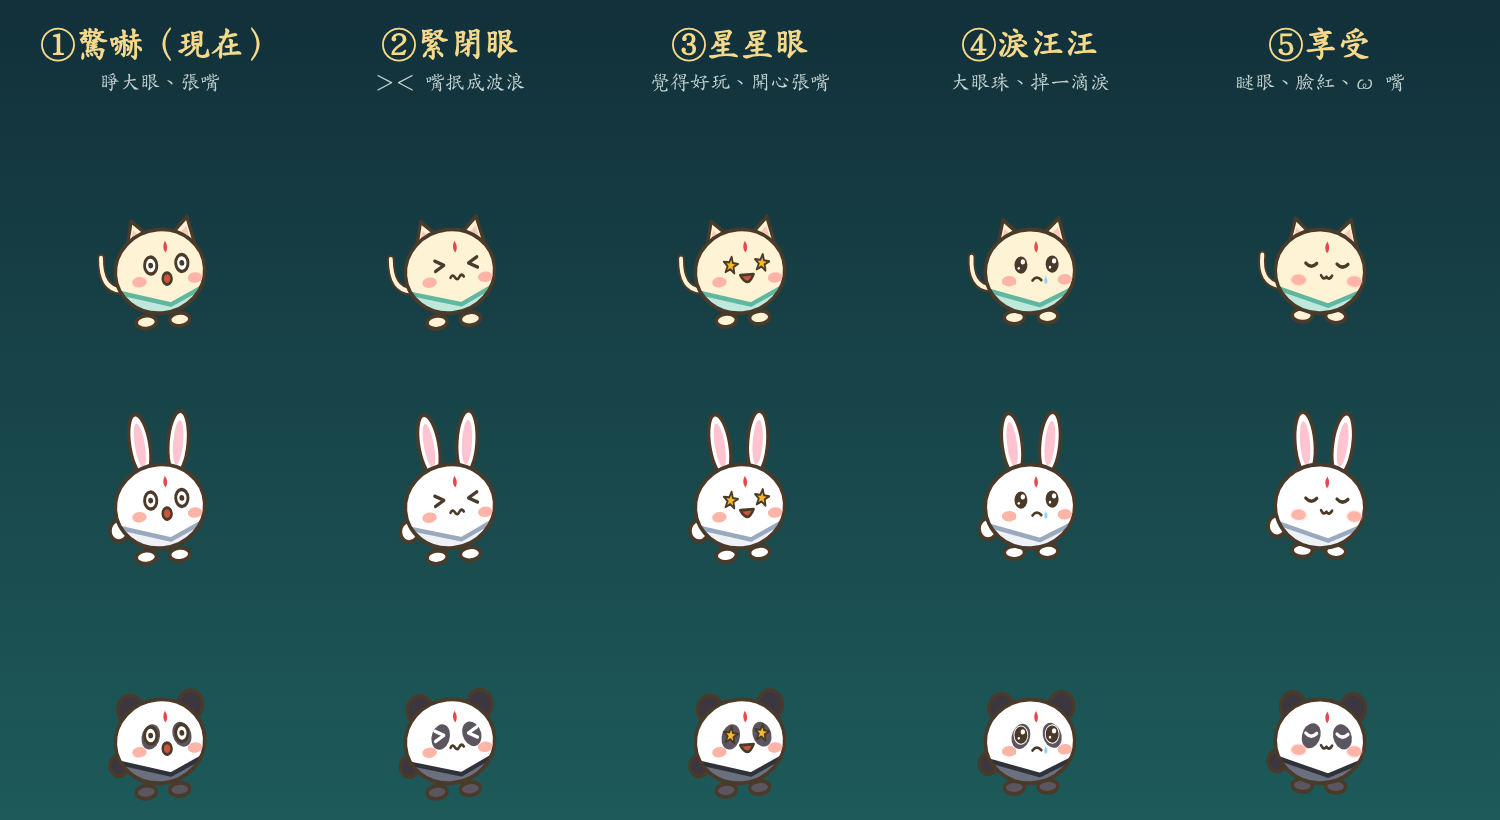 ①驚嚇（現在）
睜大眼、張嘴
②緊閉眼
＞＜ 嘴抿成波浪
③星星眼
覺得好玩、開心張嘴
④淚汪汪
大眼珠、掉一滴淚
⑤享受
瞇眼、臉紅、ω 嘴